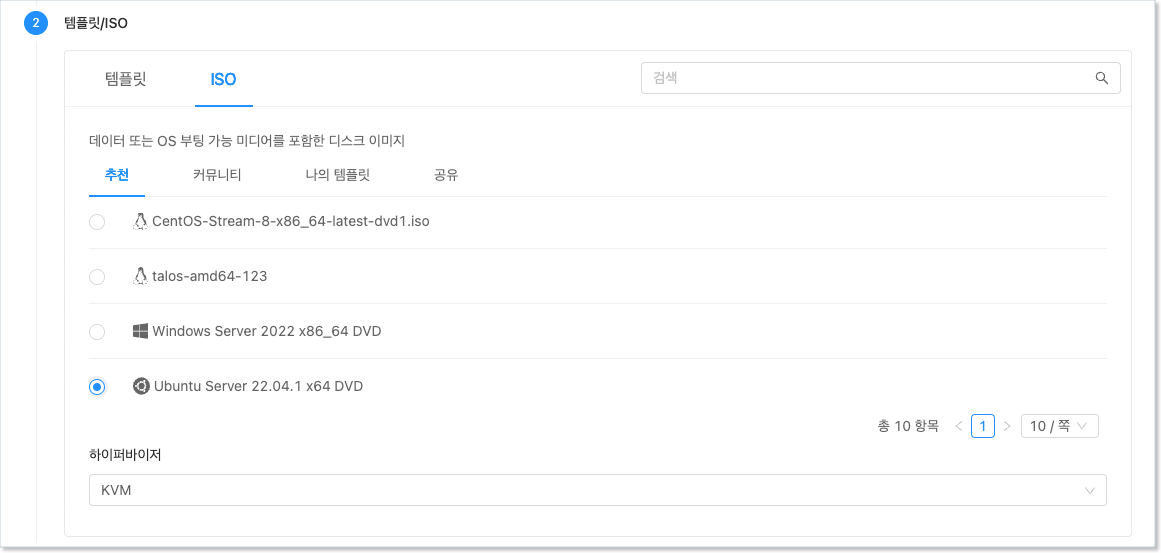 2 템플릿/ISO
템플릿 ISO 검색
데이터 또는 OS 부팅 가능 미디어를 포함한 디스크 이미지
추천 커뮤니티 나의 템플릿 공유
CentOS-Stream-8-x86_64-latest-dvd1.iso
talos-amd64-123
Windows Server 2022 x86_64 DVD
Ubuntu Server 22.04.1 x64 DVD
총 10 항목 < 1 > 10 / 쪽
하이퍼바이저
KVM